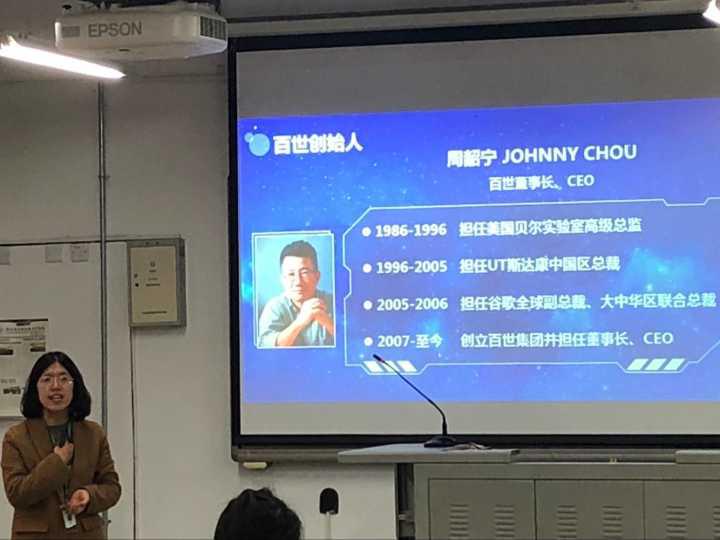 EPSON
百世创始人
周韶宁 JOHNNY CHOU
百世董事长、CEO
1986-1996 担任美国贝尔实验室高级总监
1996-2005 担任UT斯达康中国区总裁
2005-2006 担任谷歌全球副总裁、大中华区联合总裁
2007-至今 创立百世集团并担任董事长、CEO